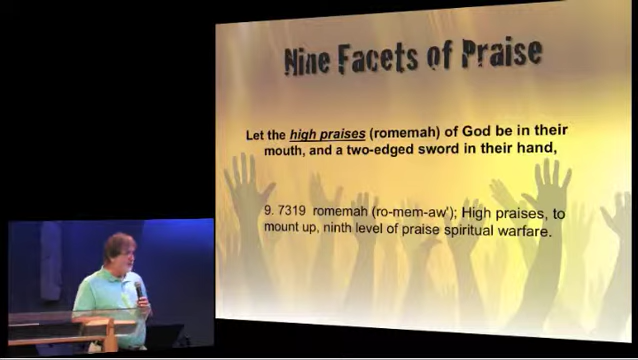 Nine Facets of Praise
Let the high praises (romemah) of God be in their
mouth, and a two-edged sword in their hand,
9. 7319 romemah (ro-mem-aw'); High praises, to
mount up, ninth level of praise spiritual warfare.